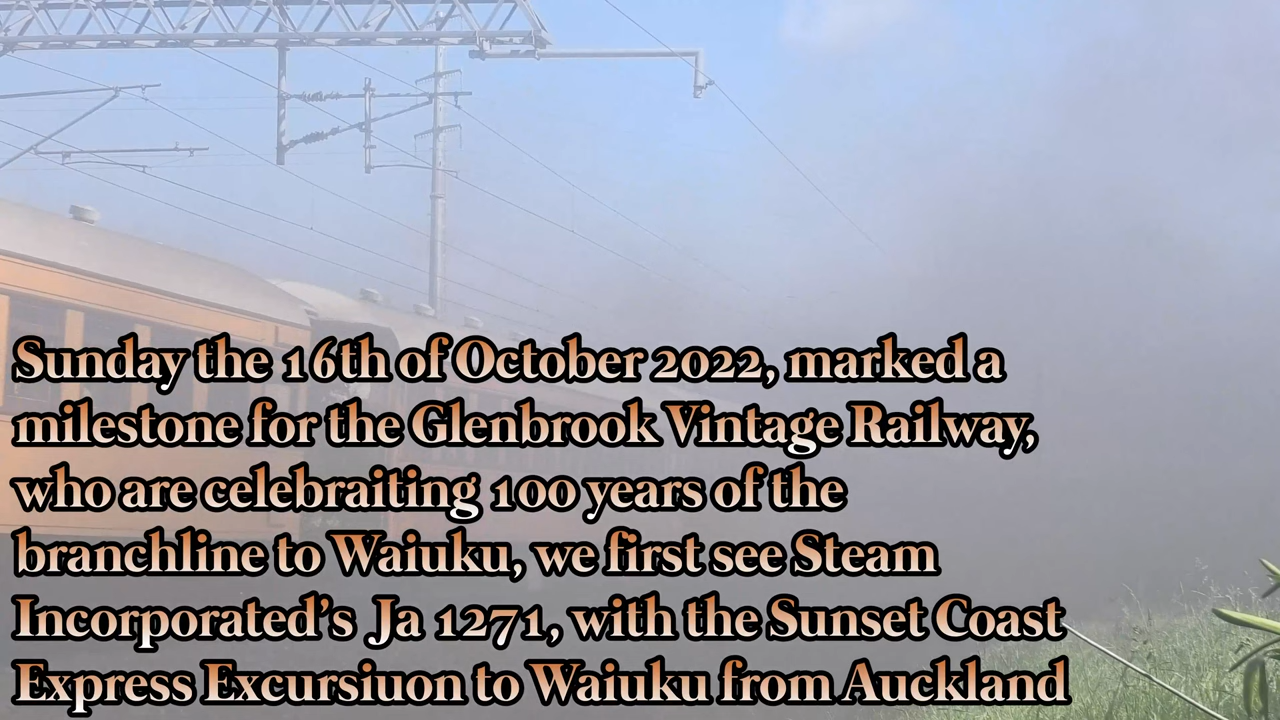 Sunday the 16th of October 2022, marked a
milestone for the Glenbrook Vintage Railway,
who are celebraiting 100 years of the
branchline to Waiuku, we first see Steam
Incorporated's Ja 1271, with the Sunset Coast
Express Excursiuon to Waiuku from Auckland